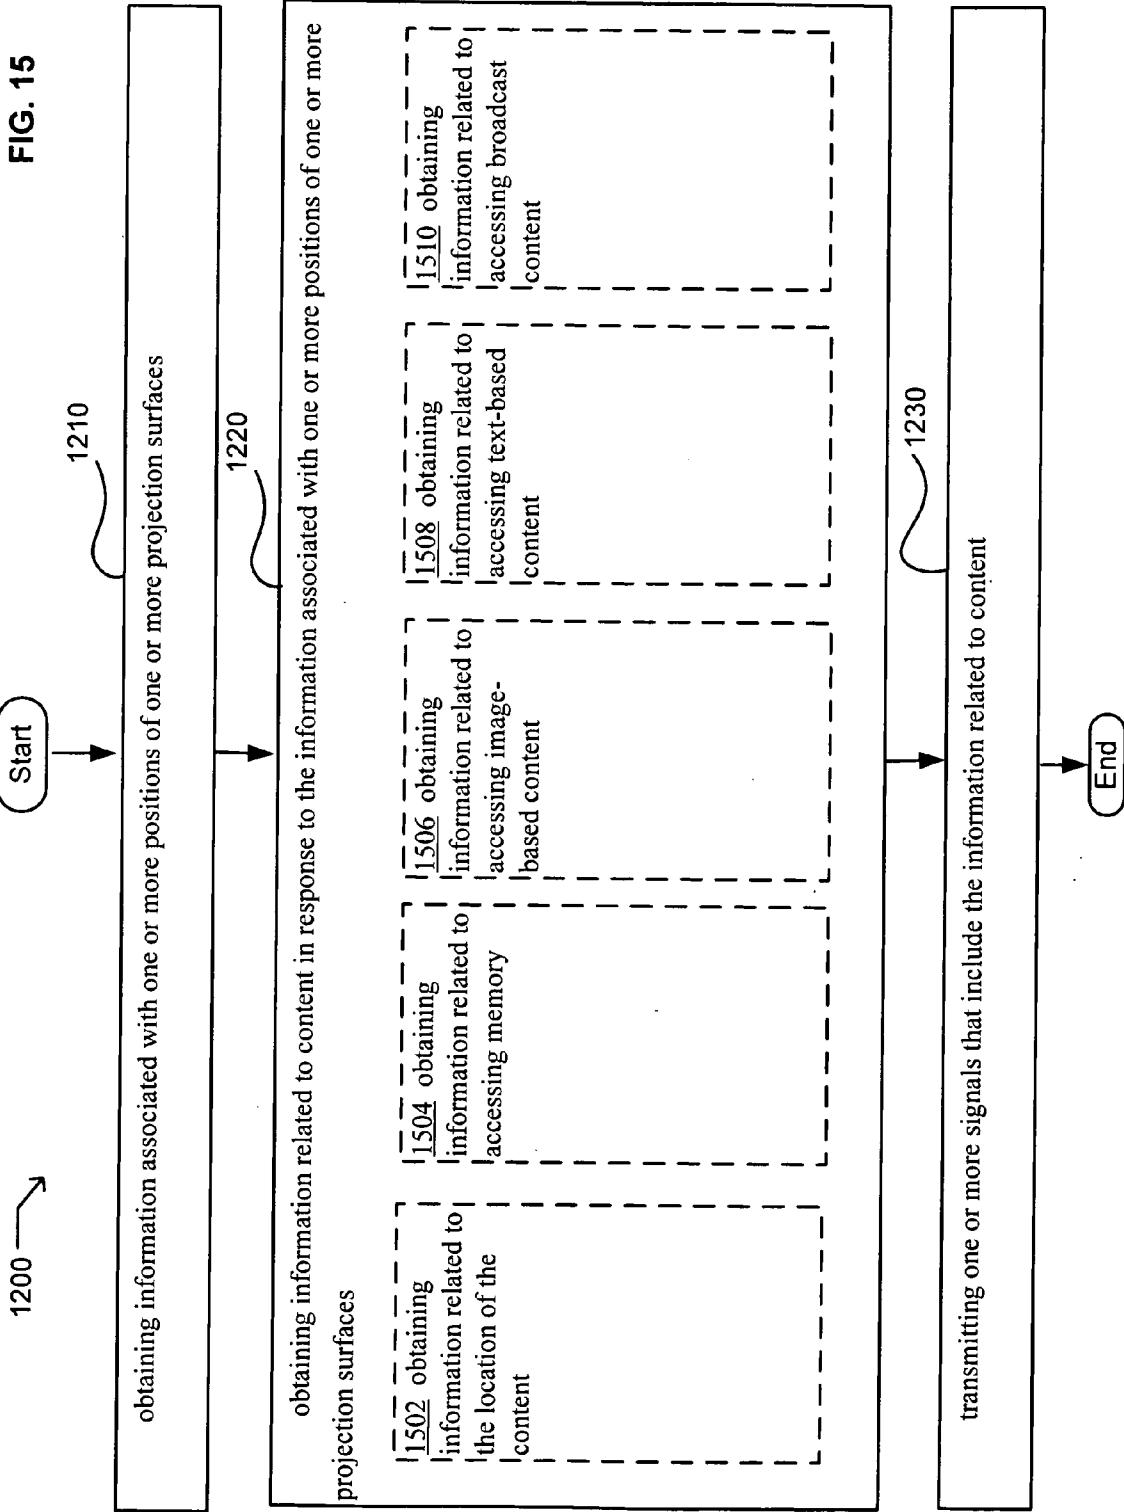 FIG. 15
1200
Start
1210
obtaining information associated with one or more positions of one or more projection surfaces
1220
obtaining information related to content in response to the information associated with one or more positions of one or more
projection surfaces
1502 obtaining
information related to
the location of the
content
1504 obtaining
information related to
accessing memory
1506 obtaining
information related to
accessing image-
based content
1508 obtaining
information related to
accessing text-based
content
1510 obtaining
information related to
accessing broadcast
content
1230
transmitting one or more signals that include the information related to content
End